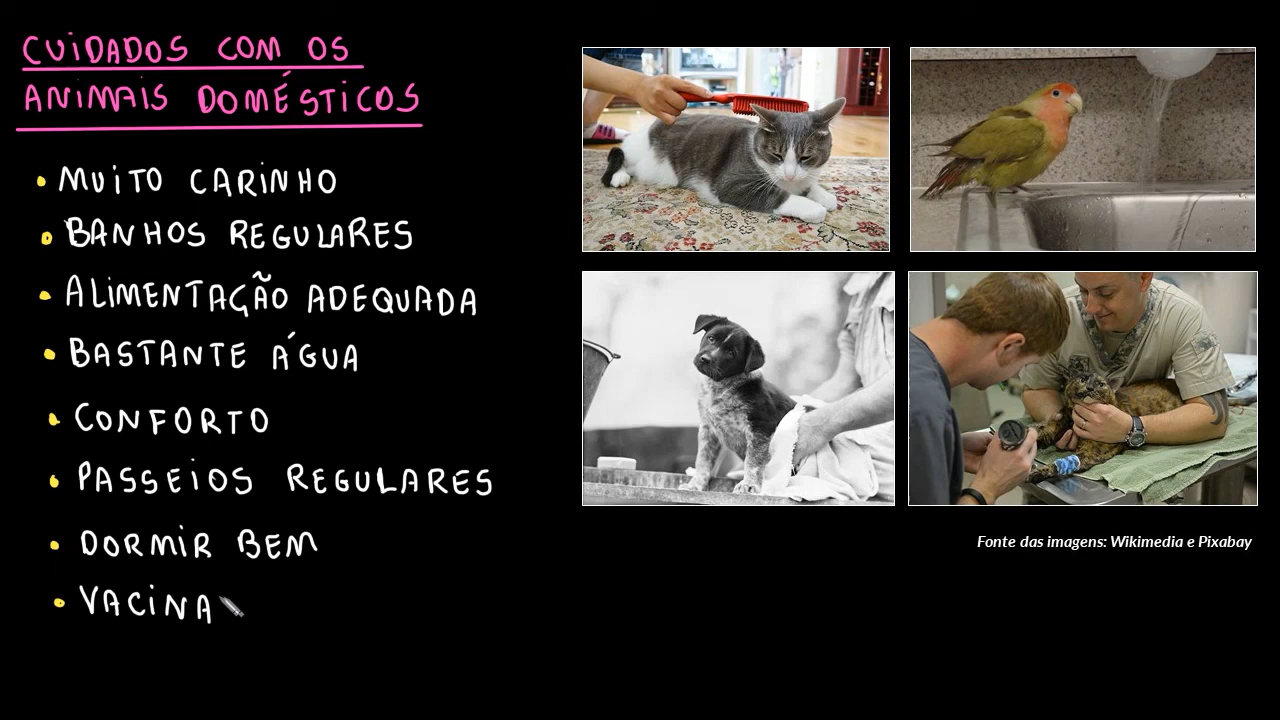 CUIDADOS COM OS
ANIMAIS DOMÉSTICOS
• MUITO CARINHO
• BANHOS REGULARES
• ALIMENTAÇÃO ADEQUADA
• BASTANTE ÁGUA
• CONFORTO
• PASSEIOS REGULARES
• DORMIR BEM
• VACINA
Fonte das imagens: Wikimedia e Pixabay